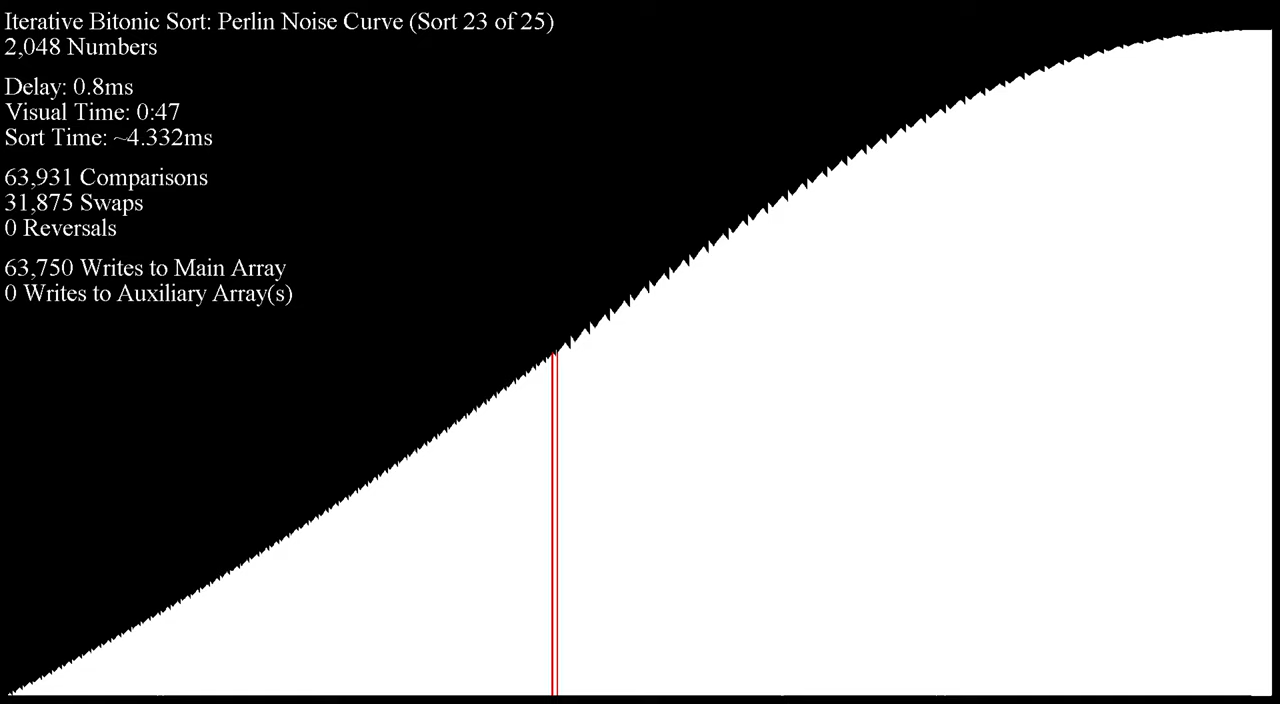 Iterative Bitonic Sort: Perlin Noise Curve (Sort 23 of 25)
2,048 Numbers
Delay: 0.8ms
Visual Time: 0:47
Sort Time: ~4.332ms
63,931 Comparisons
31,875 Swaps
0 Reversals
63,750 Writes to Main Array
0 Writes to Auxiliary Array(s)